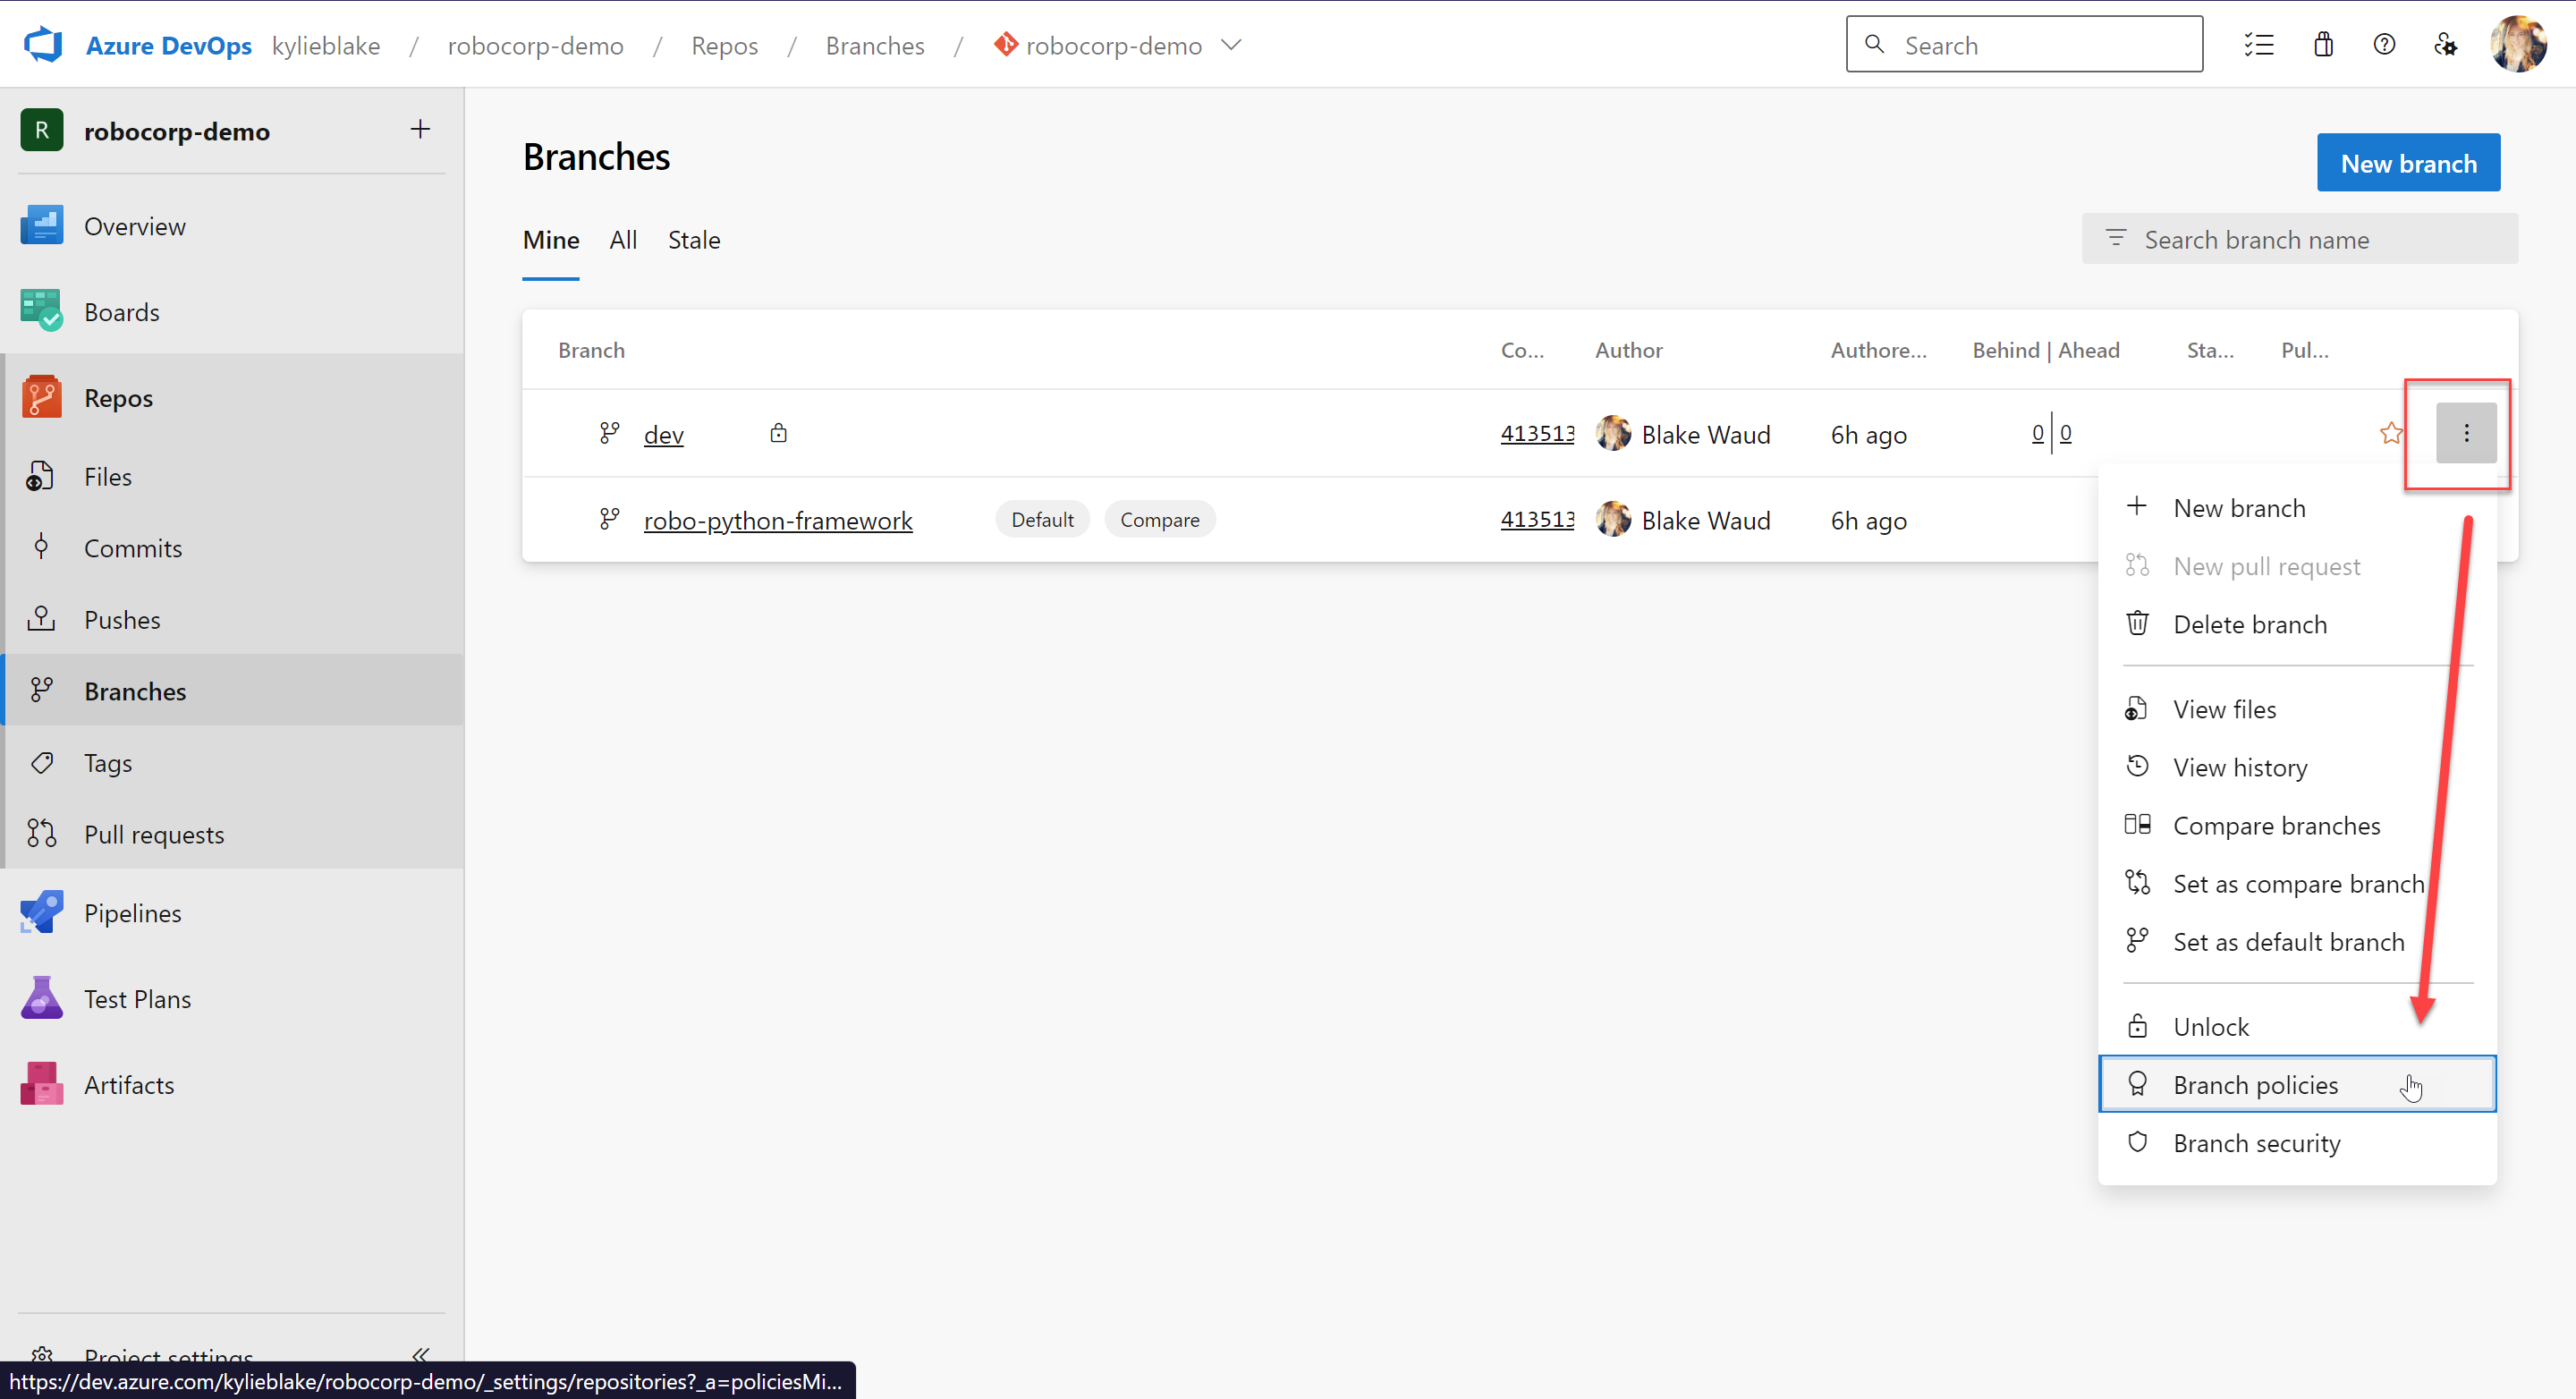 Azure DevOps kylieblake / robocorp-demo / Repos / Branches / robocorp-demo
Search
R robocorp-demo +
Overview
Boards
Repos
Files
Commits
Pushes
Branches
Tags
Pull requests
Pipelines
Test Plans
Artifacts
Project settings
https://dev.azure.com/kylieblake/robocorp-demo/_settings/repositories?_a=policiesMi...
Branches
New branch
Mine All Stale
Search branch name
Branch Co... Author Authore... Behind | Ahead Sta... Pul...
dev 413513 Blake Waud 6h ago 0 | 0
robo-python-framework Default Compare 413513 Blake Waud 6h ago
New branch
New pull request
Delete branch
View files
View history
Compare branches
Set as compare branch
Set as default branch
Unlock
Branch policies
Branch security